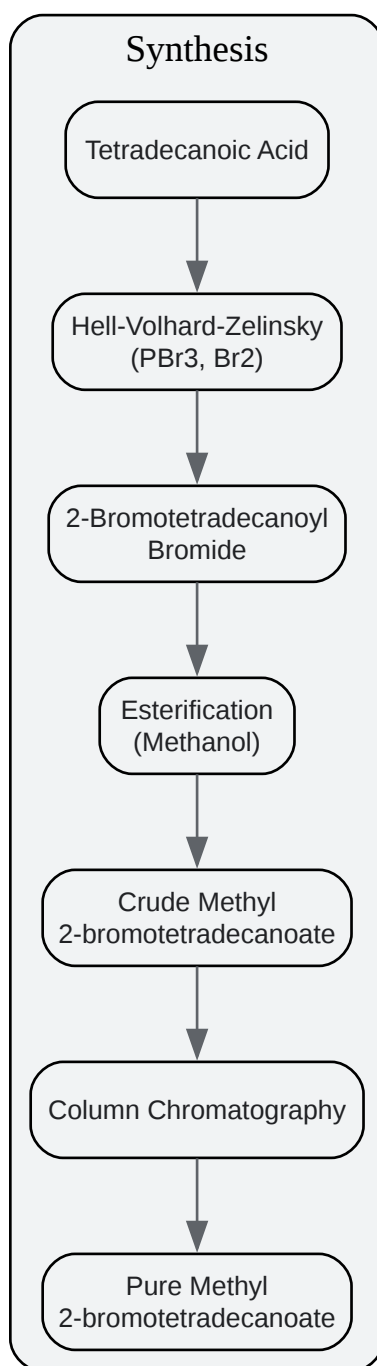 Synthesis
Tetradecanoic Acid
Hell-Volhard-Zelinsky
(PBr3, Br2)
2-Bromotetradecanoyl
Bromide
Esterification
(Methanol)
Crude Methyl
2-bromotetradecanoate
Column Chromatography
Pure Methyl
2-bromotetradecanoate